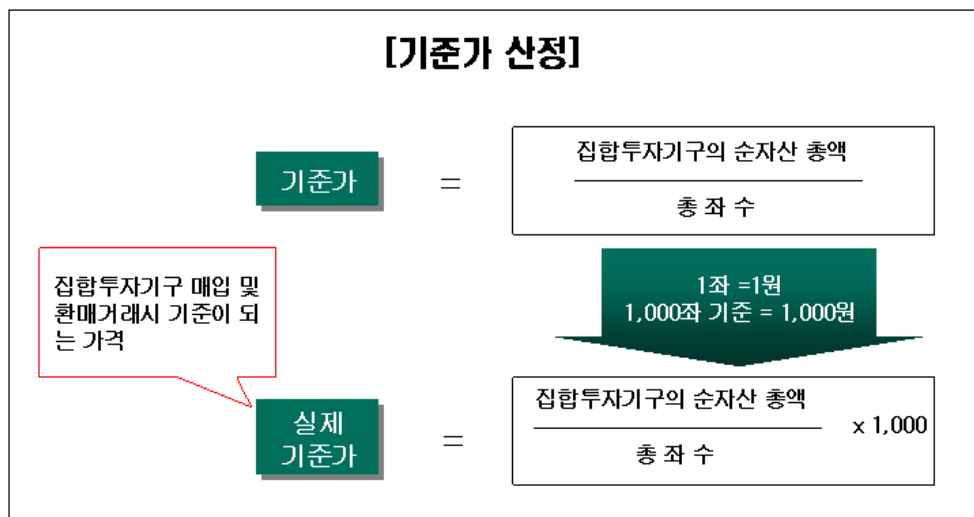 [기준가 산정]
기준가
=
집합투자기구의 순자산 총액
총 좌 수
집합투자기구 매입 및
환매거래시 기준이 되
는 가격
1좌 =1원
1,000좌 기준 = 1,000원
실제
기준가
=
집합투자기구의 순자산 총액
총 좌 수
x 1,000